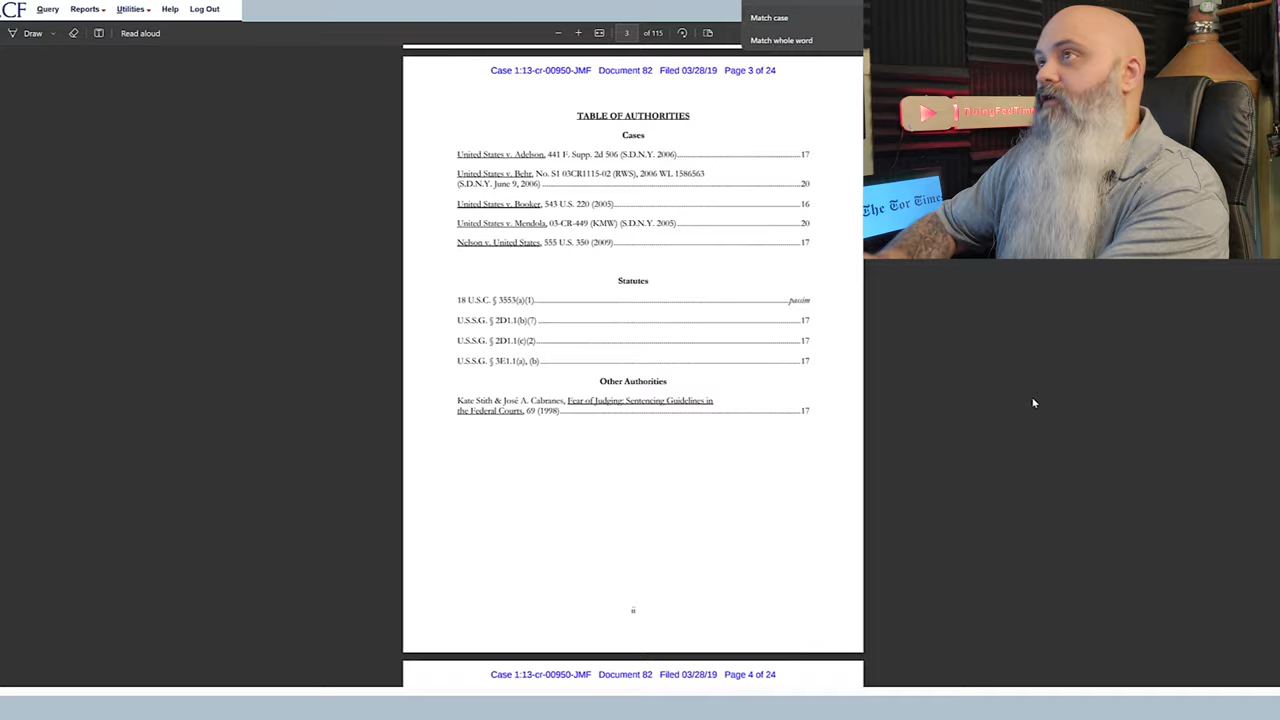 CF Query Reports Utilities Help Log Out
Draw Read aloud 3 of 115
Match case
Match whole word
Case 1:13-cr-00950-JMF Document 82 Filed 03/28/19 Page 3 of 24
TABLE OF AUTHORITIES
Cases
United States v. Adelson, 441 F. Supp. 2d 506 (S.D.N.Y. 2006) 17
United States v. Behr, No. S1 03CR1115-02 (RWS), 2006 WL 1586563
(S.D.N.Y. June 9, 2006) 20
United States v. Booker, 543 U.S. 220 (2005) 16
United States v. Mendola, 03-CR-449 (KMW) (S.D.N.Y. 2005) 20
Nelson v. United States, 555 U.S. 350 (2009) 17
Statutes
18 U.S.C. § 3553(a)(1) passim
U.S.S.G. § 2D1.1(b)(7) 17
U.S.S.G. § 2D1.1(c)(2) 17
U.S.S.G. § 3E1.1(a), (b) 17
Other Authorities
Kate Stith & José A. Cabranes, Fear of Judging: Sentencing Guidelines in
the Federal Courts, 69 (1998) 17
ii
Case 1:13-cr-00950-JMF Document 82 Filed 03/28/19 Page 4 of 24
DoingFedTim
The Tor Times